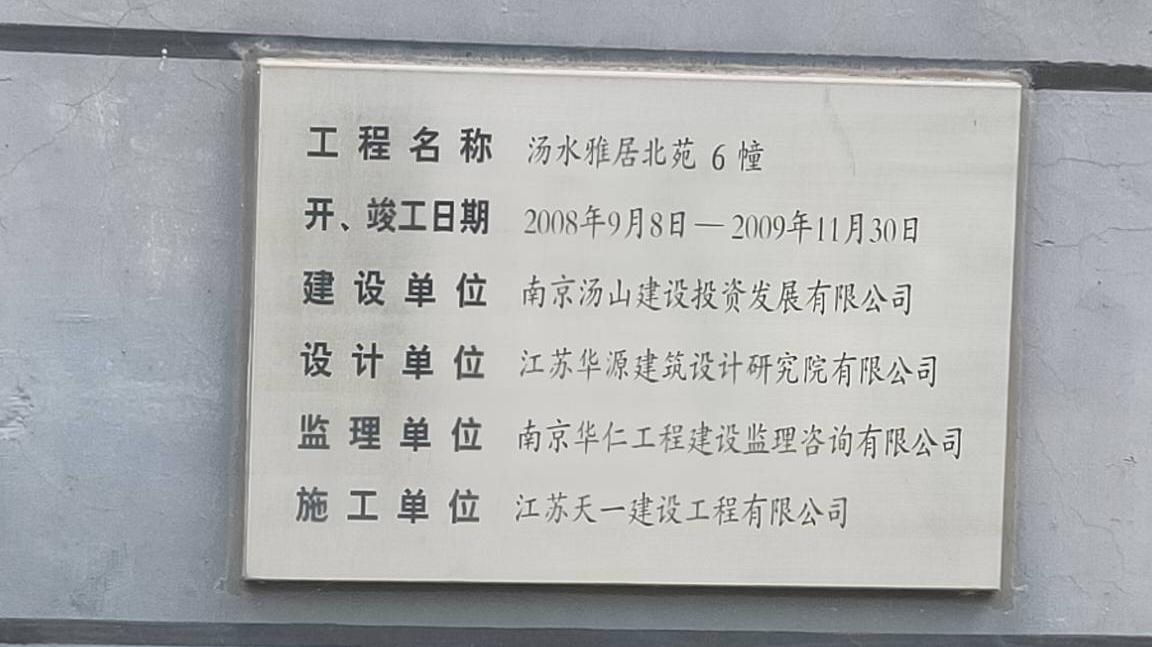 工程名称 汤水雅居北苑 6 幢
开、竣工日期 2008年9月8日—2009年11月30日
建设单位 南京汤山建设投资发展有限公司
设计单位 江苏华源建筑设计研究院有限公司
监理单位 南京华仁工程建设监理咨询有限公司
施工单位 江苏天一建设工程有限公司